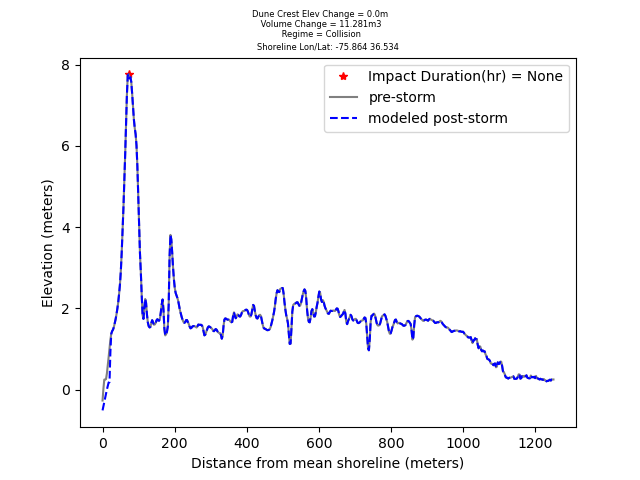 Dune Crest Elev Change = 0.0m
Volume Change = 11.281m3
Regime = Collision
Shoreline Lon/Lat: -75.864 36.534
Impact Duration(hr) = None
pre-storm
modeled post-storm
Elevation (meters)
8
6
4
2
0
0 200 400 600 800 1000 1200
Distance from mean shoreline (meters)